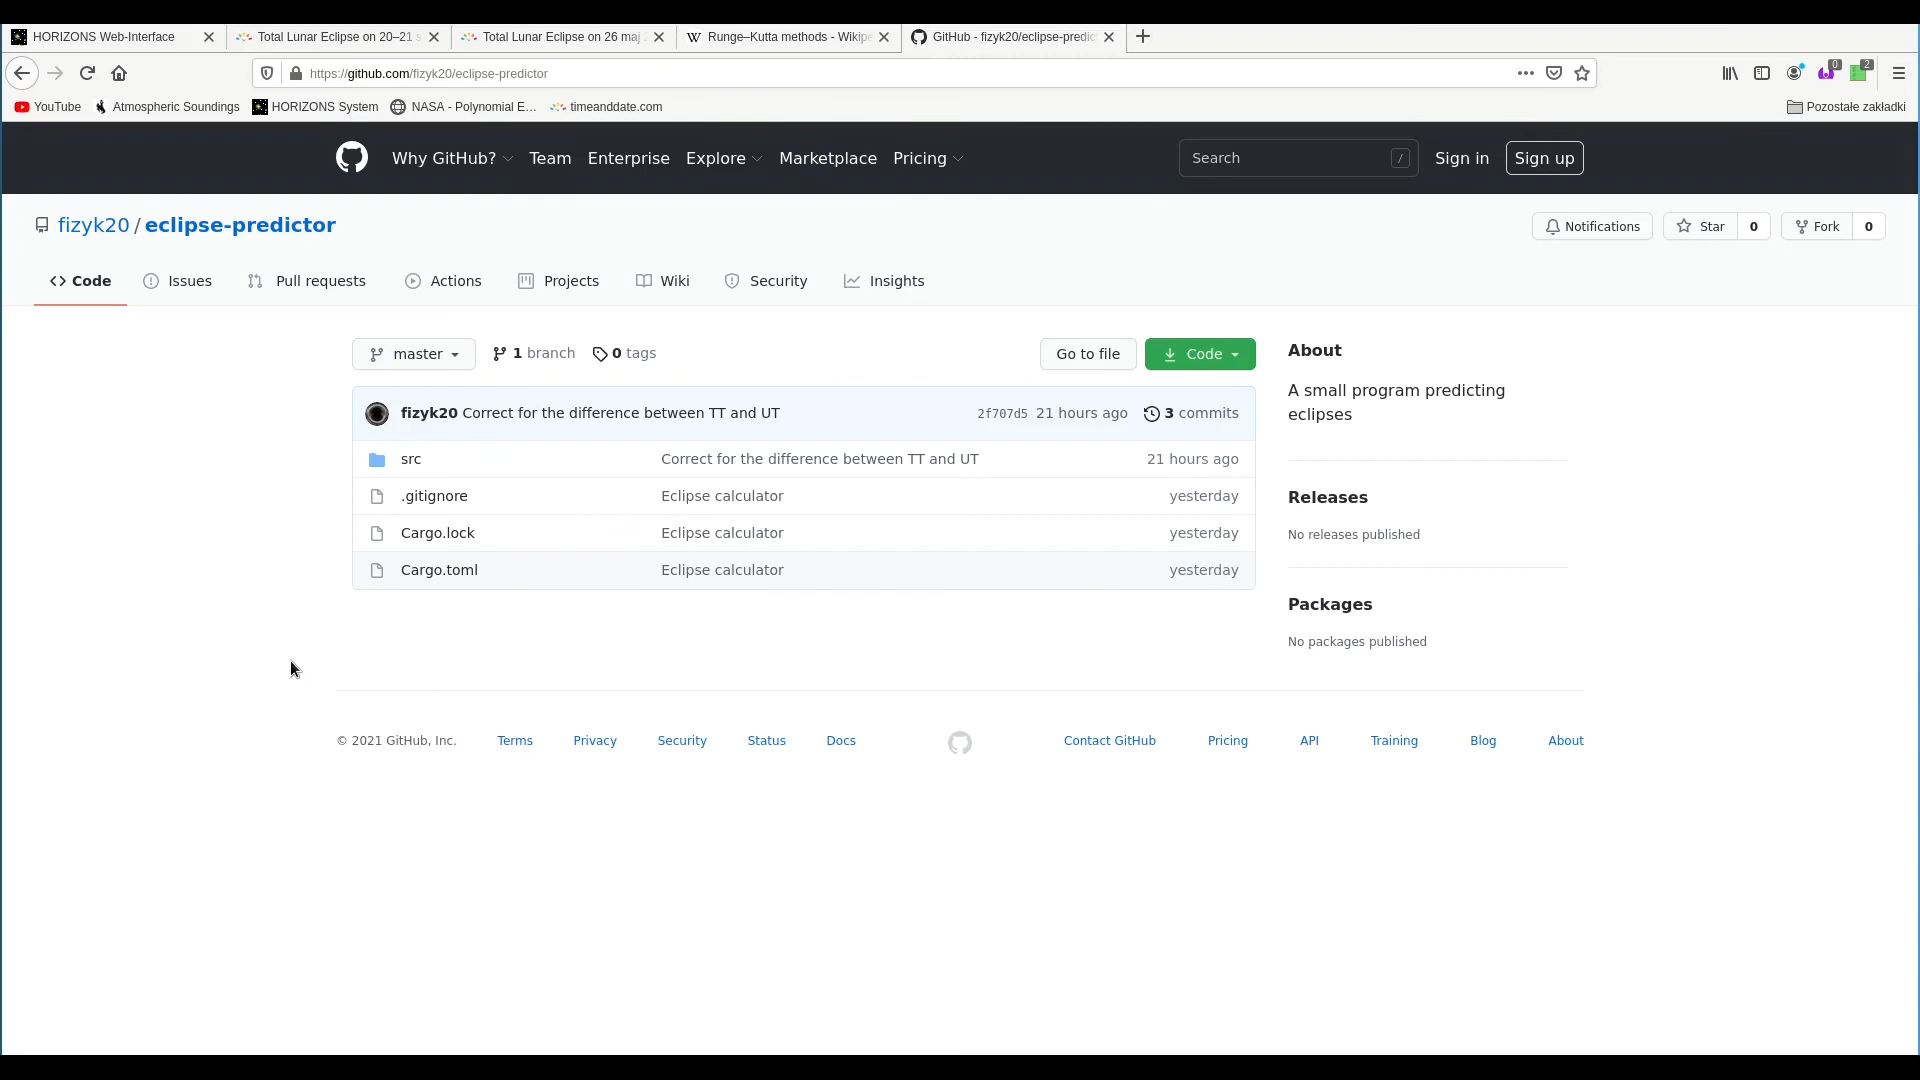 HORIZONS Web-Interface
Total Lunar Eclipse on 20–21
Total Lunar Eclipse on 26 maj
Runge–Kutta methods - Wikipe
GitHub - fizyk20/eclipse-predic
https://github.com/fizyk20/eclipse-predictor
0
2
YouTube
Atmospheric Soundings
HORIZONS System
NASA - Polynomial E...
timeanddate.com
Pozostałe zakładki
Why GitHub?
Team
Enterprise
Explore
Marketplace
Pricing
Search
/
Sign in
Sign up
fizyk20 / eclipse-predictor
Notifications
Star
0
Fork
0
Code
Issues
Pull requests
Actions
Projects
Wiki
Security
Insights
master
1 branch
0 tags
Go to file
Code
fizyk20 Correct for the difference between TT and UT
2f707d5 21 hours ago
3 commits
src
Correct for the difference between TT and UT
21 hours ago
.gitignore
Eclipse calculator
yesterday
Cargo.lock
Eclipse calculator
yesterday
Cargo.toml
Eclipse calculator
yesterday
About
A small program predicting
eclipses
Releases
No releases published
Packages
No packages published
© 2021 GitHub, Inc.
Terms
Privacy
Security
Status
Docs
Contact GitHub
Pricing
API
Training
Blog
About